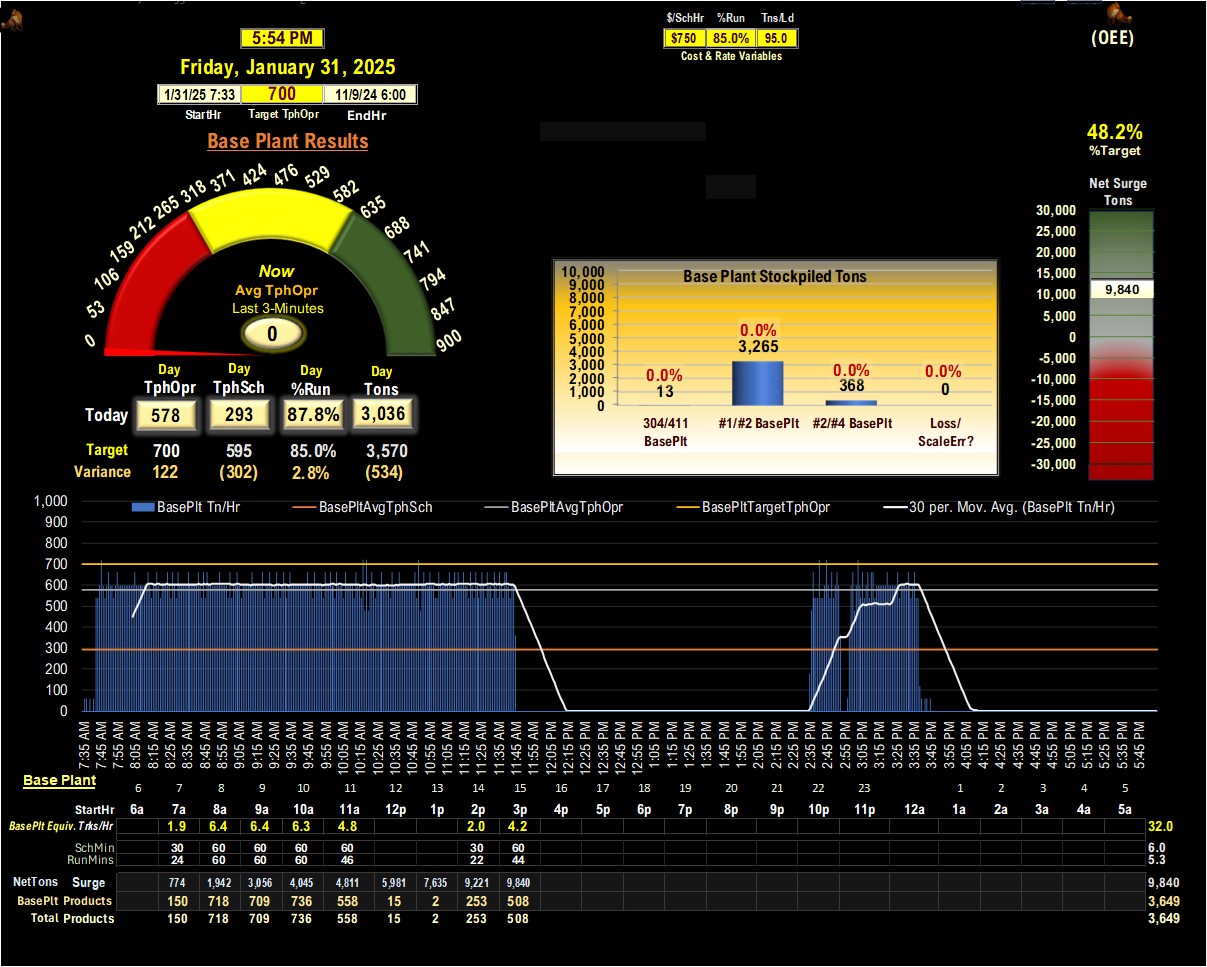 $/SchHr %Run Tns/Ld
$750 85.0% 95.0
Cost & Rate Variables
(OEE)
5:54 PM
Friday, January 31, 2025
1/31/25 7:33 700 11/9/24 6:00
StartHr Target TphOpr EndHr
Base Plant Results
48.2%
%Target
Net Surge
Tons
30,000
25,000
20,000
15,000
10,000
5,000
0
-5,000
-10,000
-15,000
-20,000
-25,000
-30,000
9,840
0 53 106 159 212 265 318 371 424 476 529 582 635 688 741 794 847 900
Now
Avg TphOpr
Last 3-Minutes
0
Day Day Day Day
TphOpr TphSch %Run Tons
Today 578 293 87.8% 3,036
Target 700 595 85.0% 3,570
Variance 122 (302) 2.8% (534)
Base Plant Stockpiled Tons
10,000
9,000
8,000
7,000
6,000
5,000
4,000
3,000
2,000
1,000
0
0.0% 0.0% 0.0% 0.0%
13 3,265 368 0
304/411 #1/#2 BasePlt #2/#4 BasePlt Loss/
BasePlt ScaleErr?
BasePlt Tn/Hr BasePltAvgTphSch BasePltAvgTphOpr BasePltTargetTphOpr 30 per. Mov. Avg. (BasePlt Tn/Hr)
1,000
900
800
700
600
500
400
300
200
100
0
7:35 AM 7:45 AM 7:55 AM 8:05 AM 8:15 AM 8:25 AM 8:35 AM 8:45 AM 8:55 AM 9:05 AM 9:15 AM 9:25 AM 9:35 AM 9:45 AM 9:55 AM 10:05 AM 10:15 AM 10:25 AM 10:35 AM 10:45 AM 10:55 AM 11:05 AM 11:15 AM 11:25 AM 11:35 AM 11:45 AM 11:55 AM 12:05 PM 12:15 PM 12:25 PM 12:35 PM 12:45 PM 12:55 PM 1:05 PM 1:15 PM 1:25 PM 1:35 PM 1:45 PM 1:55 PM 2:05 PM 2:15 PM 2:25 PM 2:35 PM 2:45 PM 2:55 PM 3:05 PM 3:15 PM 3:25 PM 3:35 PM 3:45 PM 3:55 PM 4:05 PM 4:15 PM 4:25 PM 4:35 PM 4:45 PM 4:55 PM 5:05 PM 5:15 PM 5:25 PM 5:35 PM 5:45 PM
Base Plant
6 7 8 9 10 11 12 13 14 15 16 17 18 19 20 21 22 23 1 2 3 4 5
StartHr 6a 7a 8a 9a 10a 11a 12p 1p 2p 3p 4p 5p 6p 7p 8p 9p 10p 11p 12a 1a 2a 3a 4a 5a
BasePlt Equiv. Trks/Hr 1.9 6.4 6.4 6.3 4.8 2.0 4.2 32.0
SchMin 30 60 60 60 60 30 60 6.0
RunMins 24 60 60 60 46 22 44 5.3
NetTons Surge 774 1,942 3,056 4,045 4,811 5,981 7,635 9,221 9,840 9,840
BasePlt Products 150 718 709 736 558 15 2 253 508 3,649
Total Products 150 718 709 736 558 15 2 253 508 3,649